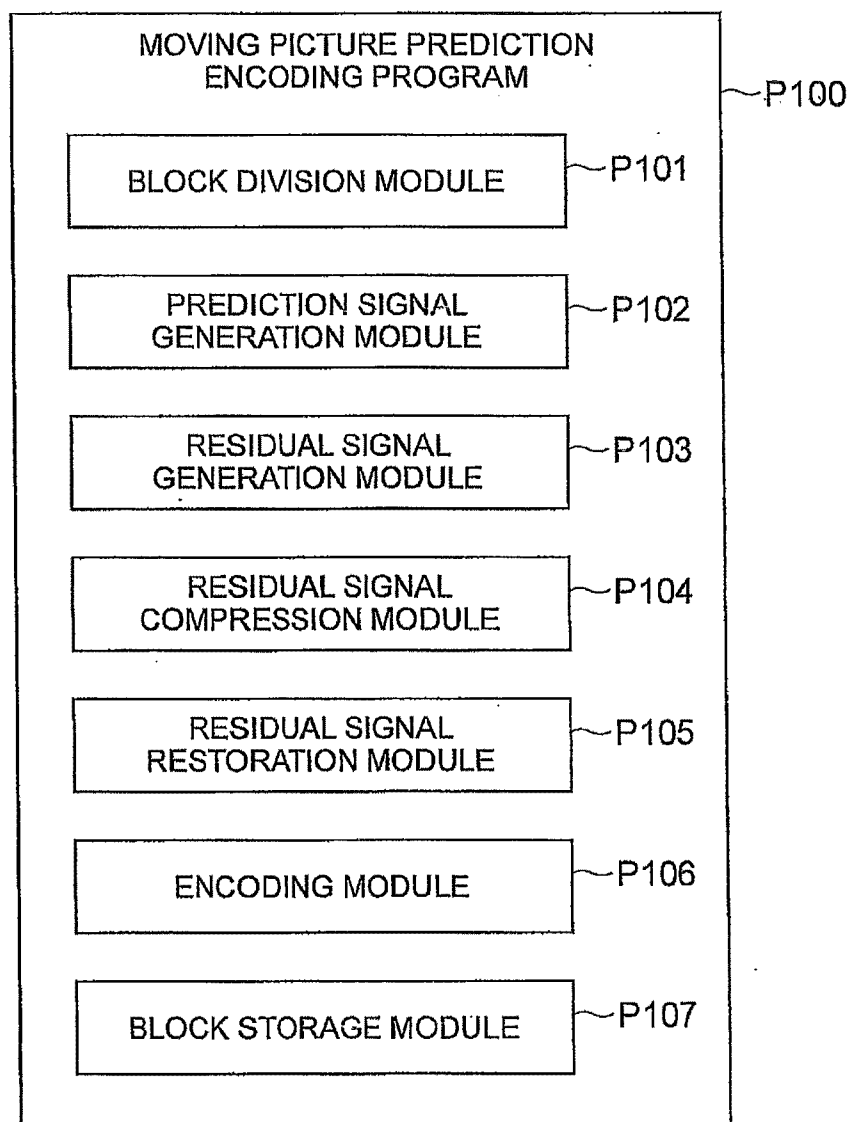 MOVING PICTURE PREDICTION
ENCODING PROGRAM
P100
BLOCK DIVISION MODULE
P101
PREDICTION SIGNAL
GENERATION MODULE
P102
RESIDUAL SIGNAL
GENERATION MODULE
P103
RESIDUAL SIGNAL
COMPRESSION MODULE
P104
RESIDUAL SIGNAL
RESTORATION MODULE
P105
ENCODING MODULE
P106
BLOCK STORAGE MODULE
P107